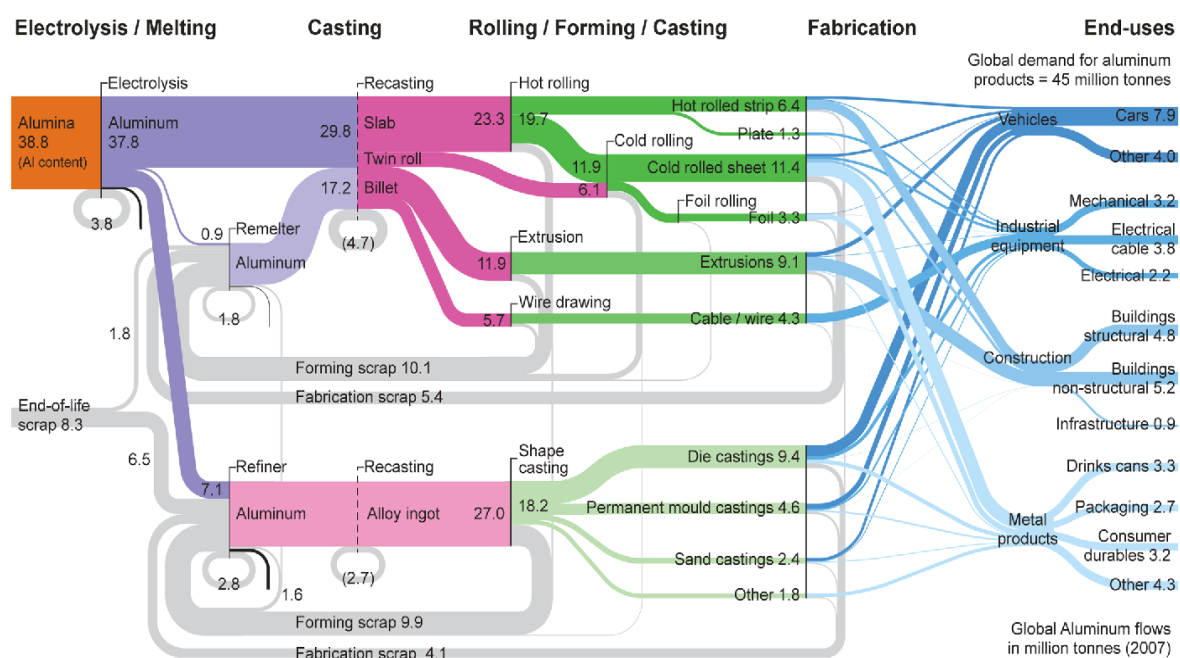 Electrolysis / Melting
Casting
Rolling / Forming / Casting
Fabrication
End-uses
Global demand for aluminum
products = 45 million tonnes
Electrolysis
Recasting
Hot rolling
Alumina
38.8
(Al content)
Aluminum
37.8
29.8
Slab
23.3
19.7
Hot rolled strip 6.4
Plate 1.3
Vehicles
Cars 7.9
Cold rolling
Twin roll
11.9
Cold rolled sheet 11.4
Other 4.0
17.2
Billet
6.1
Foil rolling
Foil 3.3
3.8
0.9
Remelter
Aluminum
(4.7)
Extrusion
11.9
Extrusions 9.1
Industrial
equipment
Mechanical 3.2
Electrical
cable 3.8
Electrical 2.2
1.8
1.8
Wire drawing
5.7
Cable / wire 4.3
Buildings
structural 4.8
Construction
Buildings
non-structural 5.2
Infrastructure 0.9
Forming scrap 10.1
Fabrication scrap 5.4
End-of-life
scrap 8.3
6.5
7.1
Refiner
Aluminum
Recasting
Alloy ingot
27.0
Shape
casting
18.2
Die castings 9.4
Permanent mould castings 4.6
Sand castings 2.4
Other 1.8
Metal
products
Drinks cans 3.3
Packaging 2.7
Consumer
durables 3.2
Other 4.3
2.8
1.6
(2.7)
Forming scrap 9.9
Fabrication scrap 4.1
Global Aluminum flows
in million tonnes (2007)